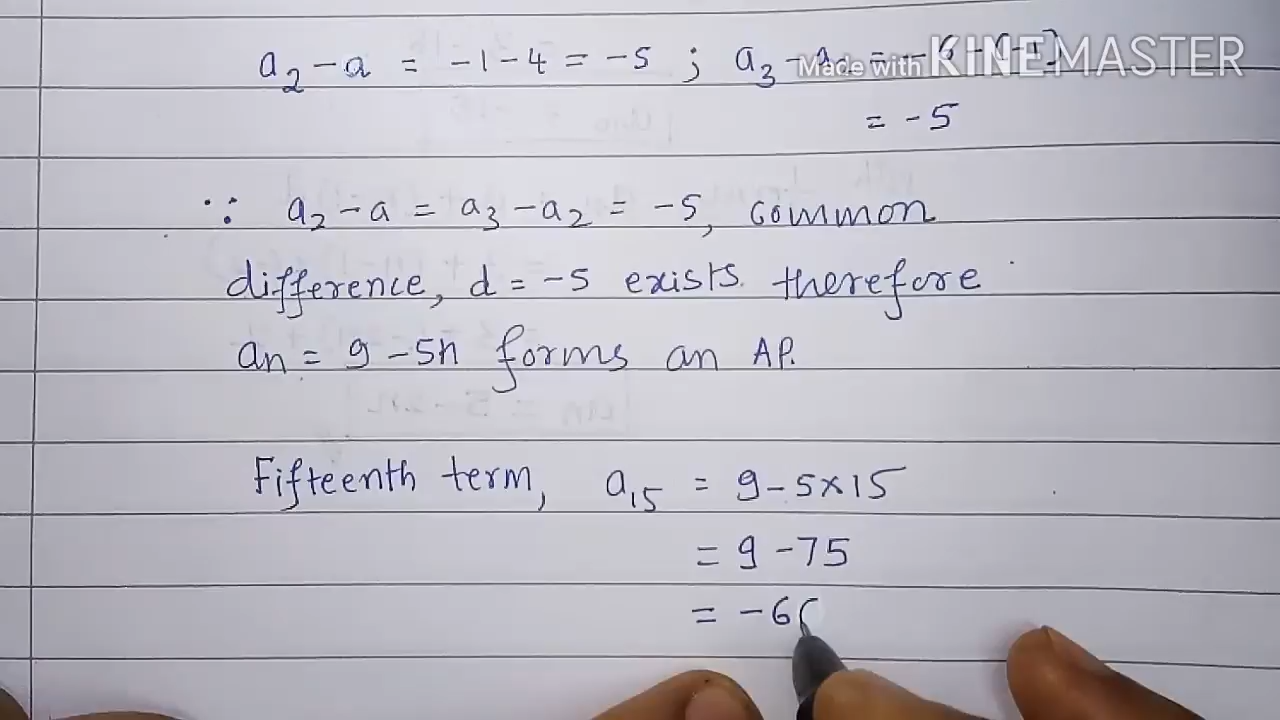 a₂ - a = -1 - 4 = -5 ; a₃ -
Made with KINEMASTER
= -5
∵ a₂ - a = a₃ - a₂ = -5, common
difference, d = -5 exists therefore
an = 9 - 5n forms an AP.
Fifteenth term, a₁₅ = 9 - 5 × 15
= 9 - 75
= -6